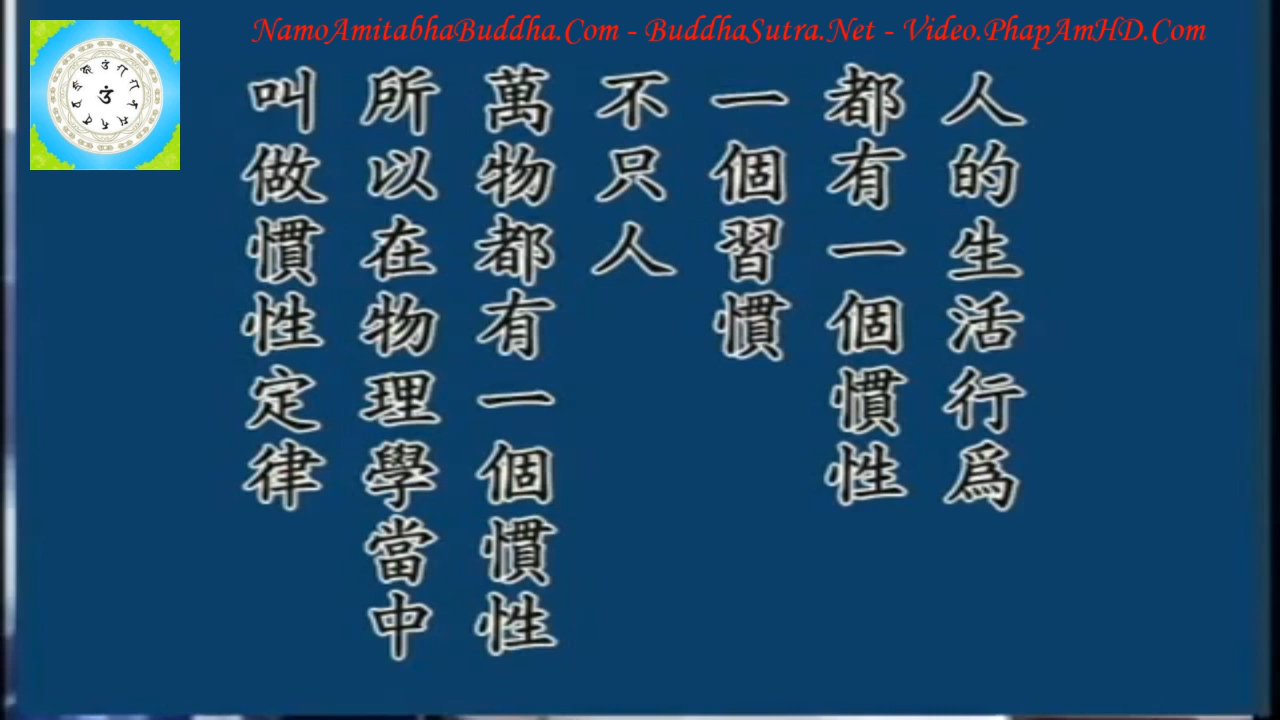 NamoAmitabhaBuddha.Com - BuddhaSutra.Net - Video.PhapAmHD.Com
人的生活行爲
都有一個慣性
一個習慣
不只人
萬物都有一個慣性
所以在物理學當中
叫做慣性定律